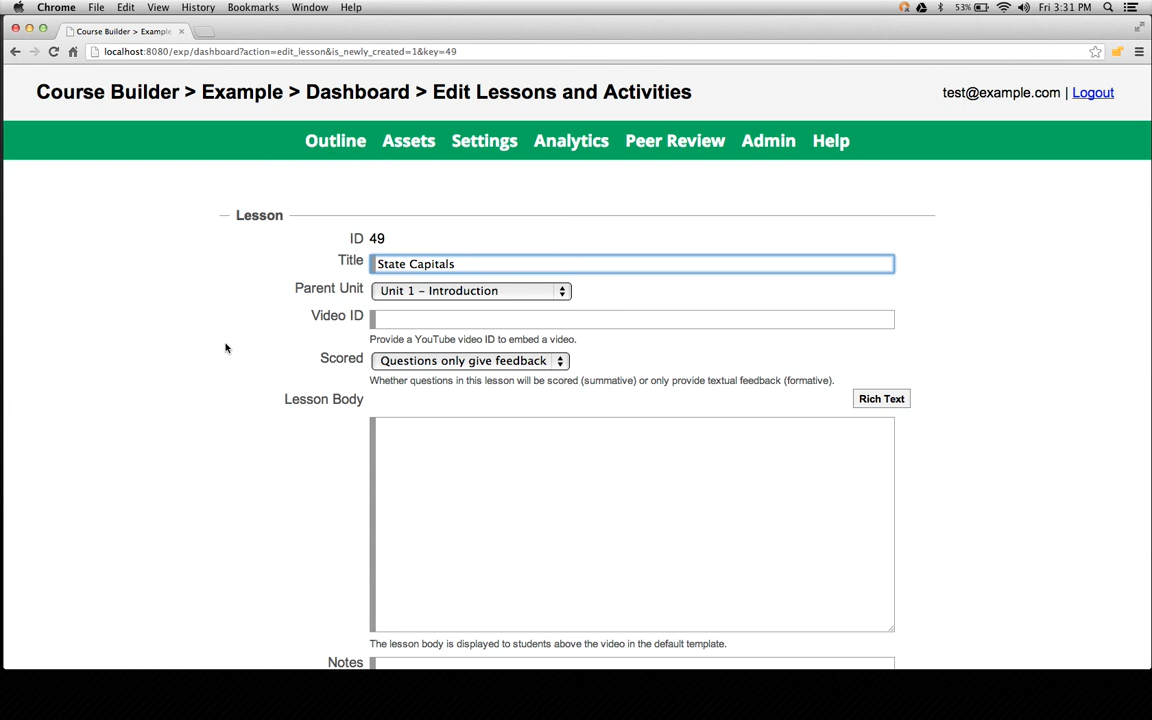 Chrome File Edit View History Bookmarks Window Help 53% Fri 3:31 PM
Course Builder > Example
localhost:8080/exp/dashboard?action=edit_lesson&is_newly_created=1&key=49
Course Builder > Example > Dashboard > Edit Lessons and Activities test@example.com | Logout
Outline Assets Settings Analytics Peer Review Admin Help
Lesson
ID 49
Title State Capitals
Parent Unit Unit 1 – Introduction
Video ID
Provide a YouTube video ID to embed a video.
Scored Questions only give feedback
Whether questions in this lesson will be scored (summative) or only provide textual feedback (formative).
Lesson Body Rich Text
The lesson body is displayed to students above the video in the default template.
Notes